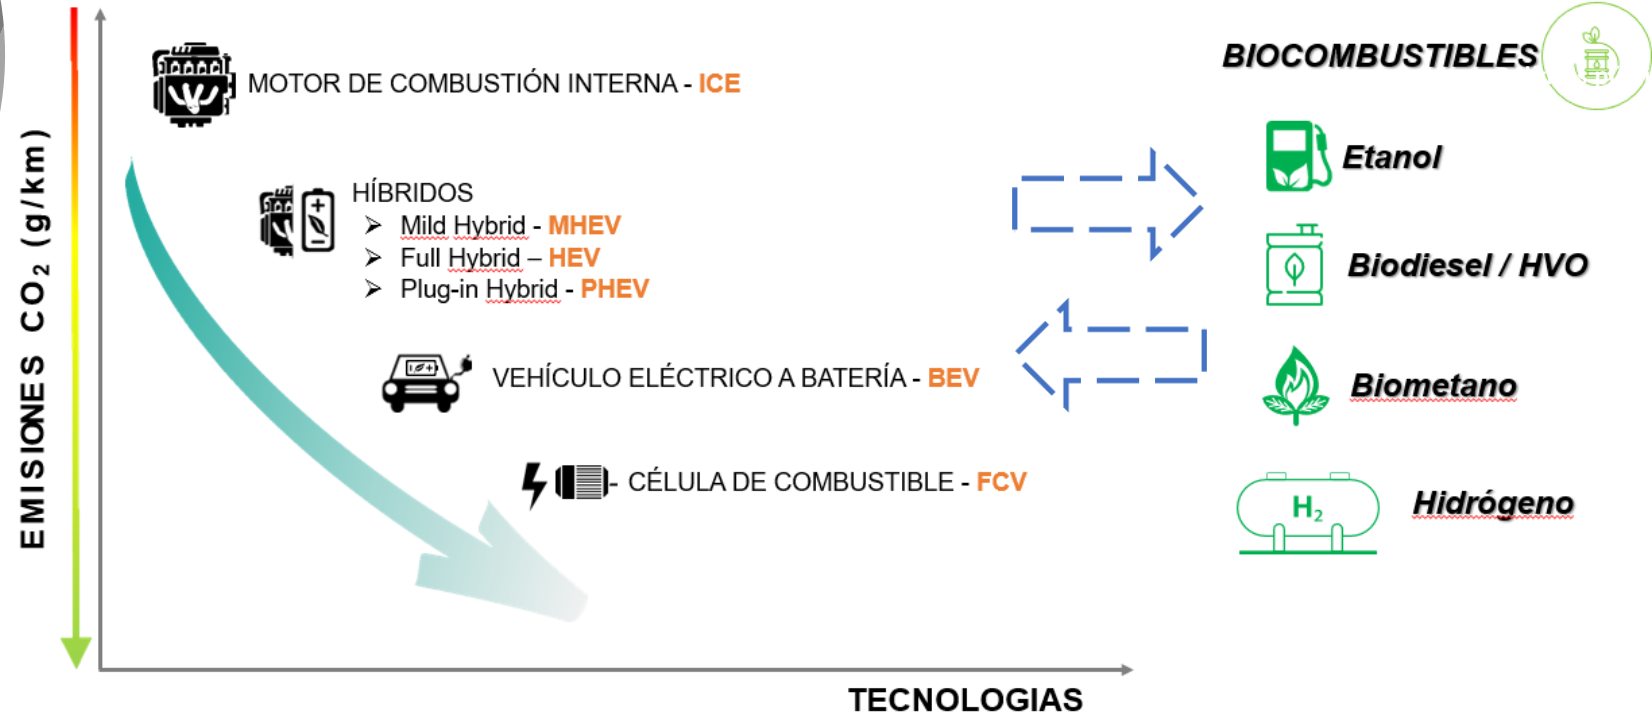 EMISIONES CO₂ (g/km)
MOTOR DE COMBUSTIÓN INTERNA - ICE
HÍBRIDOS
➢ Mild Hybrid - MHEV
➢ Full Hybrid – HEV
➢ Plug-in Hybrid - PHEV
VEHÍCULO ELÉCTRICO A BATERÍA - BEV
- CÉLULA DE COMBUSTIBLE - FCV
TECNOLOGIAS
BIOCOMBUSTIBLES
Etanol
Biodiesel / HVO
Biometano
H₂
Hidrógeno